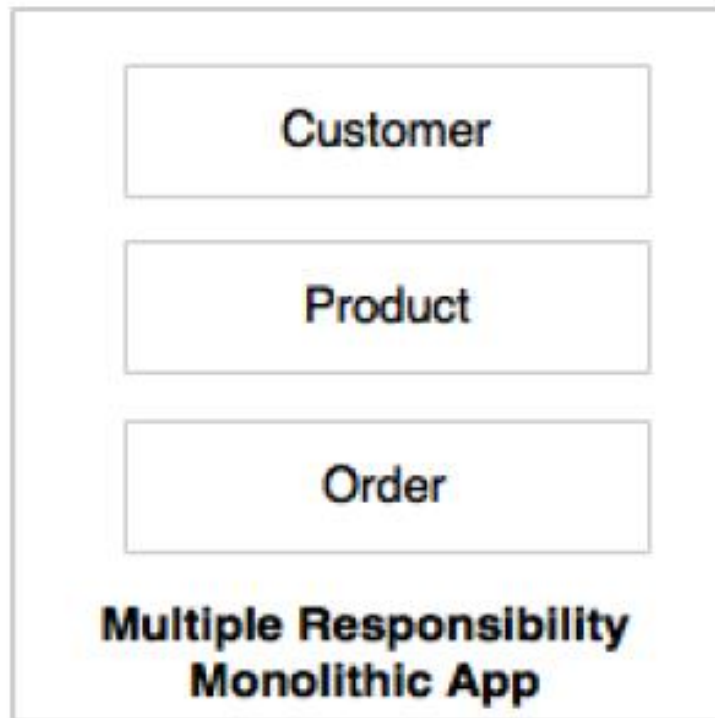 Customer
Product
Order
Multiple Responsibility
Monolithic App